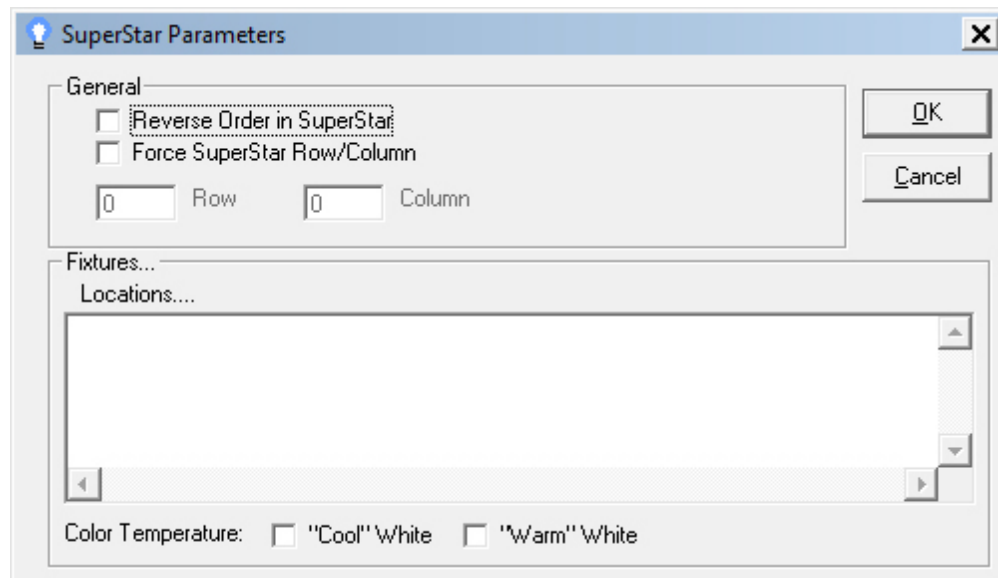 SuperStar Parameters
General
Reverse Order in SuperStar
OK
Force SuperStar Row/Column
Cancel
0 Row 0 Column
Fixtures...
Locations....
Color Temperature: "Cool" White "Warm" White